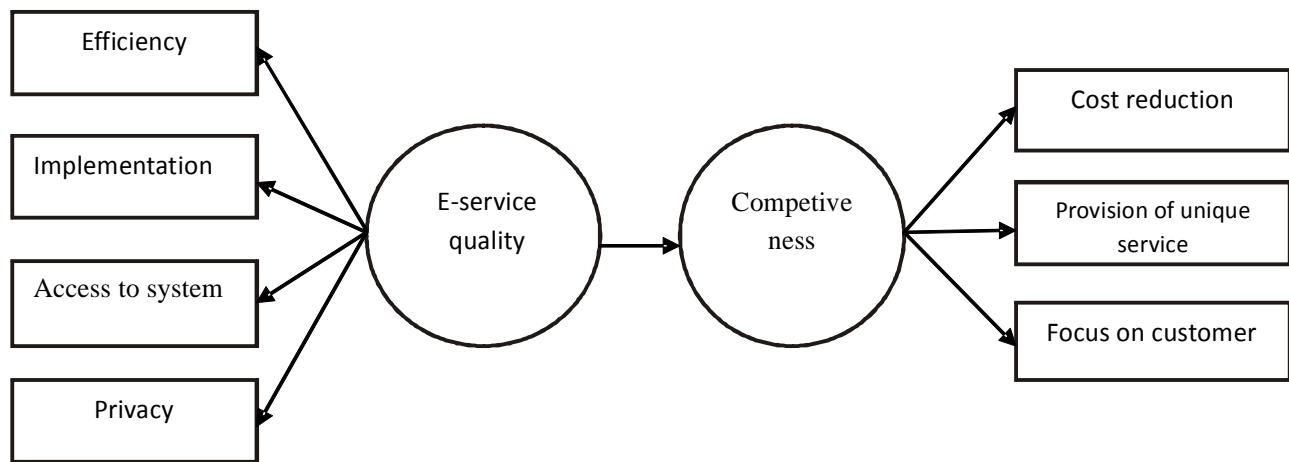 Efficiency
Implementation
Access to system
Privacy
E-service
quality
Competive
ness
Cost reduction
Provision of unique
service
Focus on customer